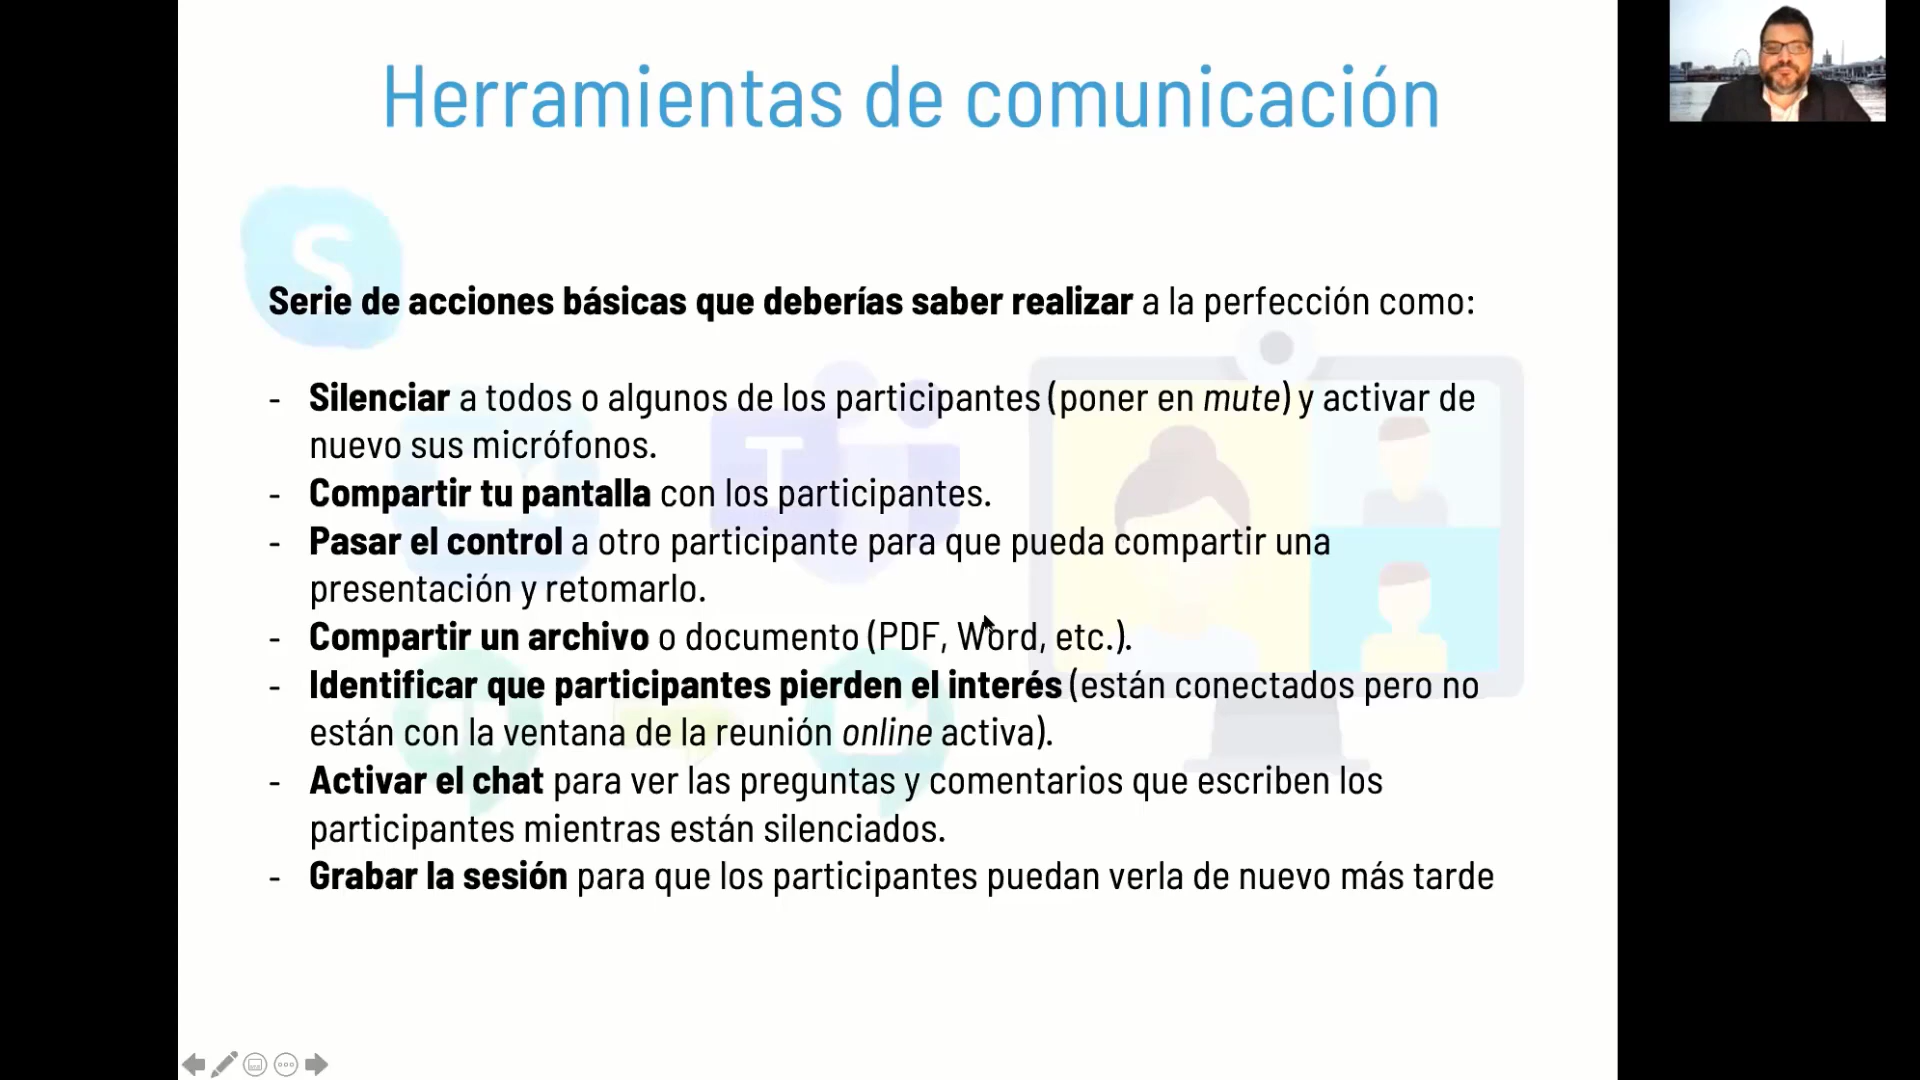 Herramientas de comunicación
S
Serie de acciones básicas que deberías saber realizar a la perfección como:
- Silenciar a todos o algunos de los participantes (poner en mute) y activar de
nuevo sus micrófonos.
- Compartir tu pantalla con los participantes.
- Pasar el control a otro participante para que pueda compartir una
presentación y retomarlo.
- Compartir un archivo o documento (PDF, Word, etc.).
- Identificar que participantes pierden el interés (están conectados pero no
están con la ventana de la reunión online activa).
- Activar el chat para ver las preguntas y comentarios que escriben los
participantes mientras están silenciados.
- Grabar la sesión para que los participantes puedan verla de nuevo más tarde
T